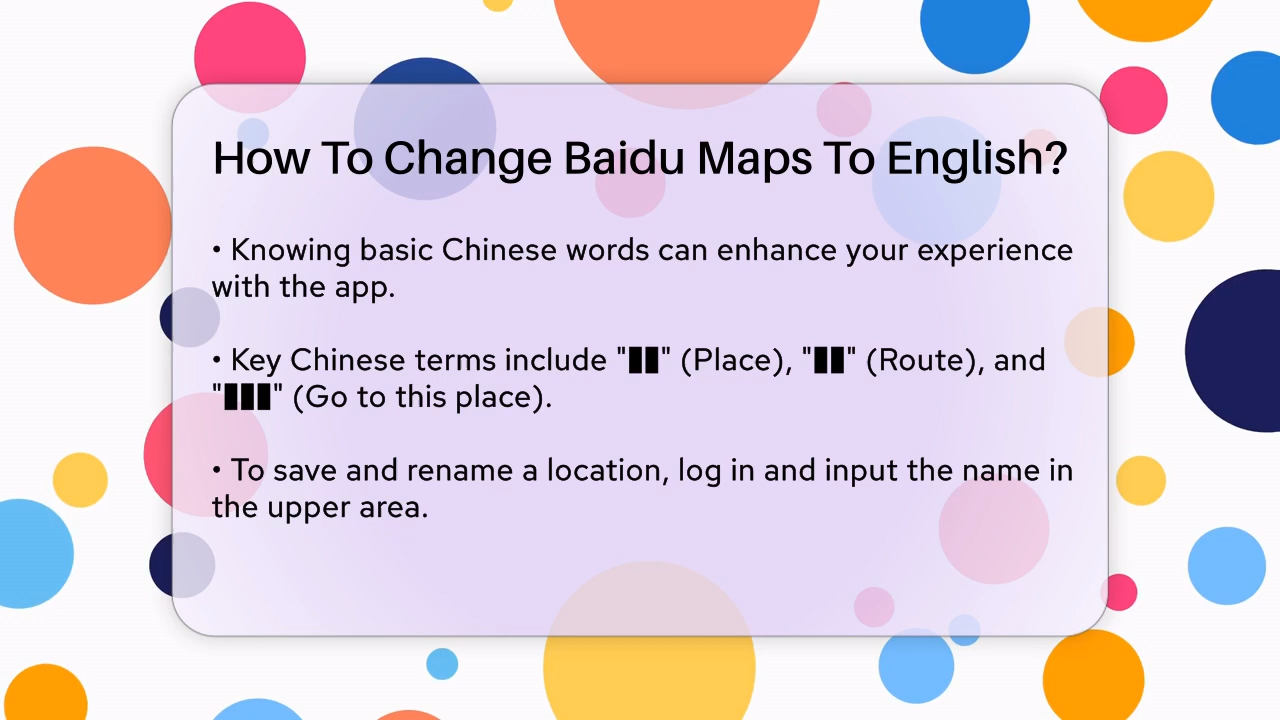 How To Change Baidu Maps To English?
• Knowing basic Chinese words can enhance your experience
with the app.
• Key Chinese terms include "▮▮" (Place), "▮▮" (Route), and
"▮▮▮" (Go to this place).
• To save and rename a location, log in and input the name in
the upper area.